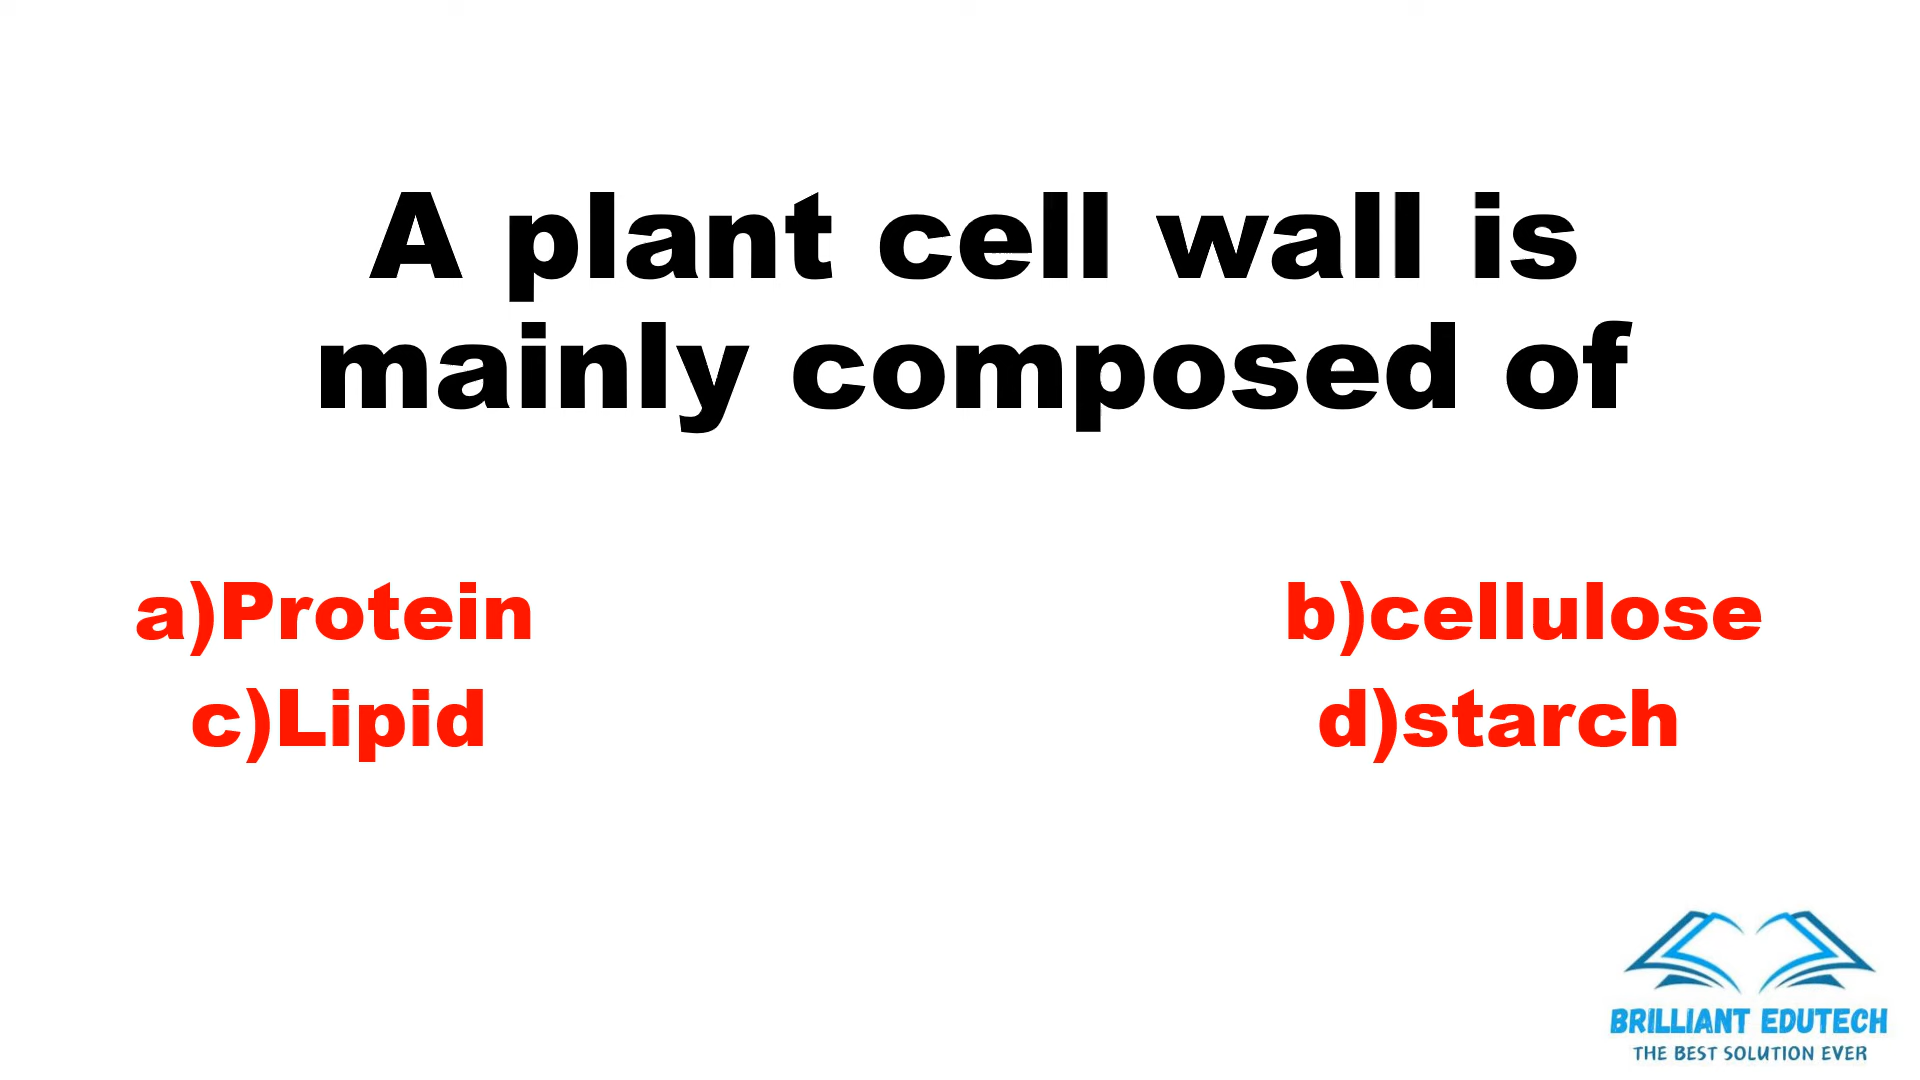 A plant cell wall is
mainly composed of
a)Protein b)cellulose
c)Lipid d)starch
BRILLIANT EDUTECH
THE BEST SOLUTION EVER